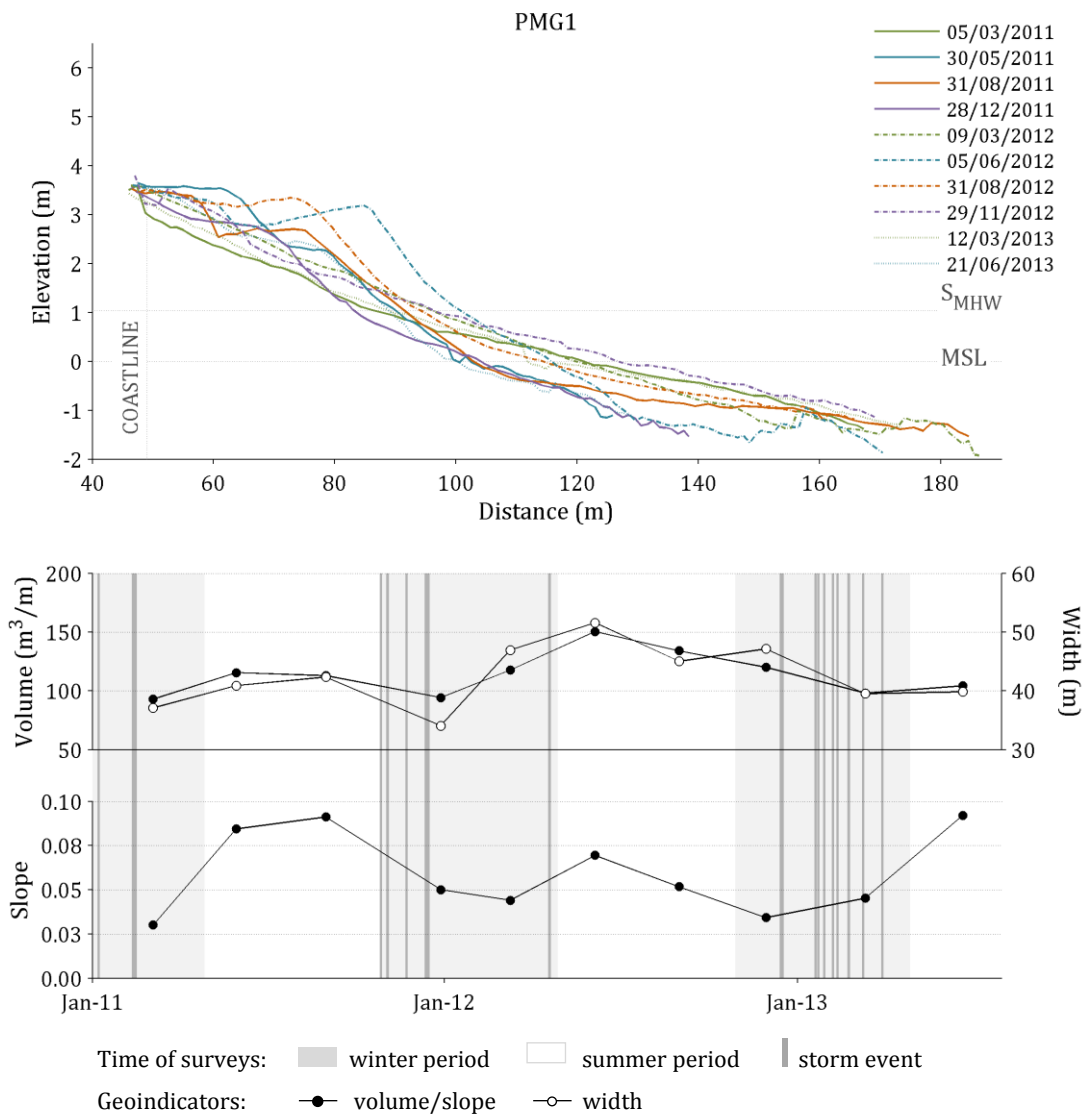 PMG1
05/03/2011
30/05/2011
31/08/2011
28/12/2011
09/03/2012
05/06/2012
31/08/2012
29/11/2012
12/03/2013
21/06/2013
Elevation (m)
6
5
4
3
2
1
0
-1
-2
COASTLINE
SMHW
MSL
40 60 80 100 120 140 160 180
Distance (m)
Volume (m³/m)
200
150
100
50
60
50
40
30
Width (m)
Slope
0.10
0.08
0.05
0.03
0.00
Jan-11 Jan-12 Jan-13
Time of surveys: winter period summer period storm event
Geoindicators: volume/slope width